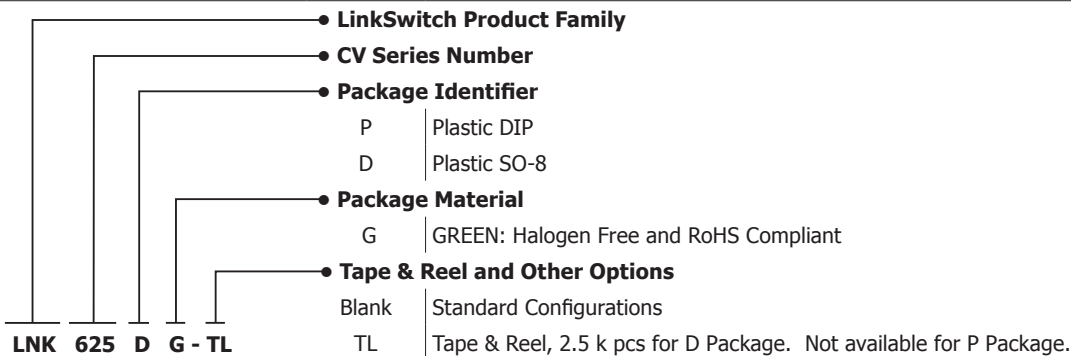 LinkSwitch Product Family
CV Series Number
Package Identifier
P Plastic DIP
D Plastic SO-8
Package Material
G GREEN: Halogen Free and RoHS Compliant
Tape & Reel and Other Options
Blank Standard Configurations
LNK 625 D G - TL TL Tape & Reel, 2.5 k pcs for D Package. Not available for P Package.